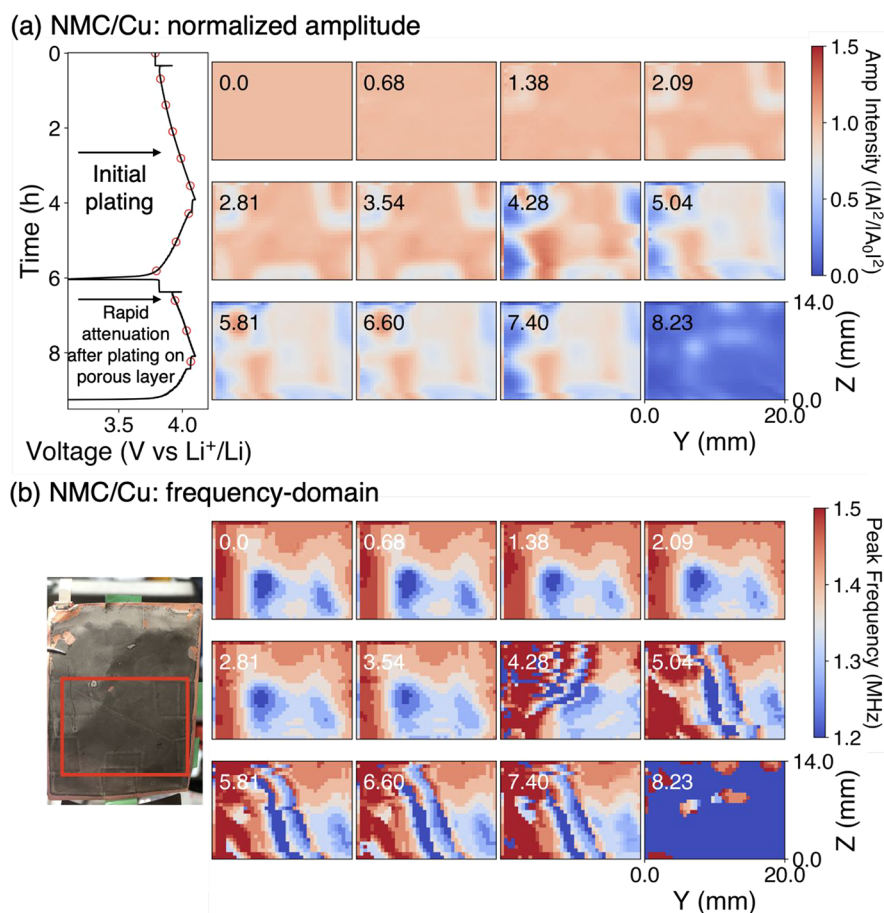 (a) NMC/Cu: normalized amplitude
0
2
4
6
8
Time (h)
Initial
plating
Rapid
attenuation
after plating on
porous layer
3.5
4.0
Voltage (V vs Li⁺/Li)
0.0
0.68
1.38
2.09
2.81
3.54
4.28
5.04
5.81
6.60
7.40
8.23
14.0
Z (mm)
0.0
0.0
20.0
Y (mm)
1.5
1.0
0.5
0.0
Amp Intensity (|A|²/|A₀|²)
(b) NMC/Cu: frequency-domain
0.0
0.68
1.38
2.09
2.81
3.54
4.28
5.04
5.81
6.60
7.40
8.23
14.0
Z (mm)
0.0
0.0
20.0
Y (mm)
1.5
1.4
1.3
1.2
Peak Frequency (MHz)